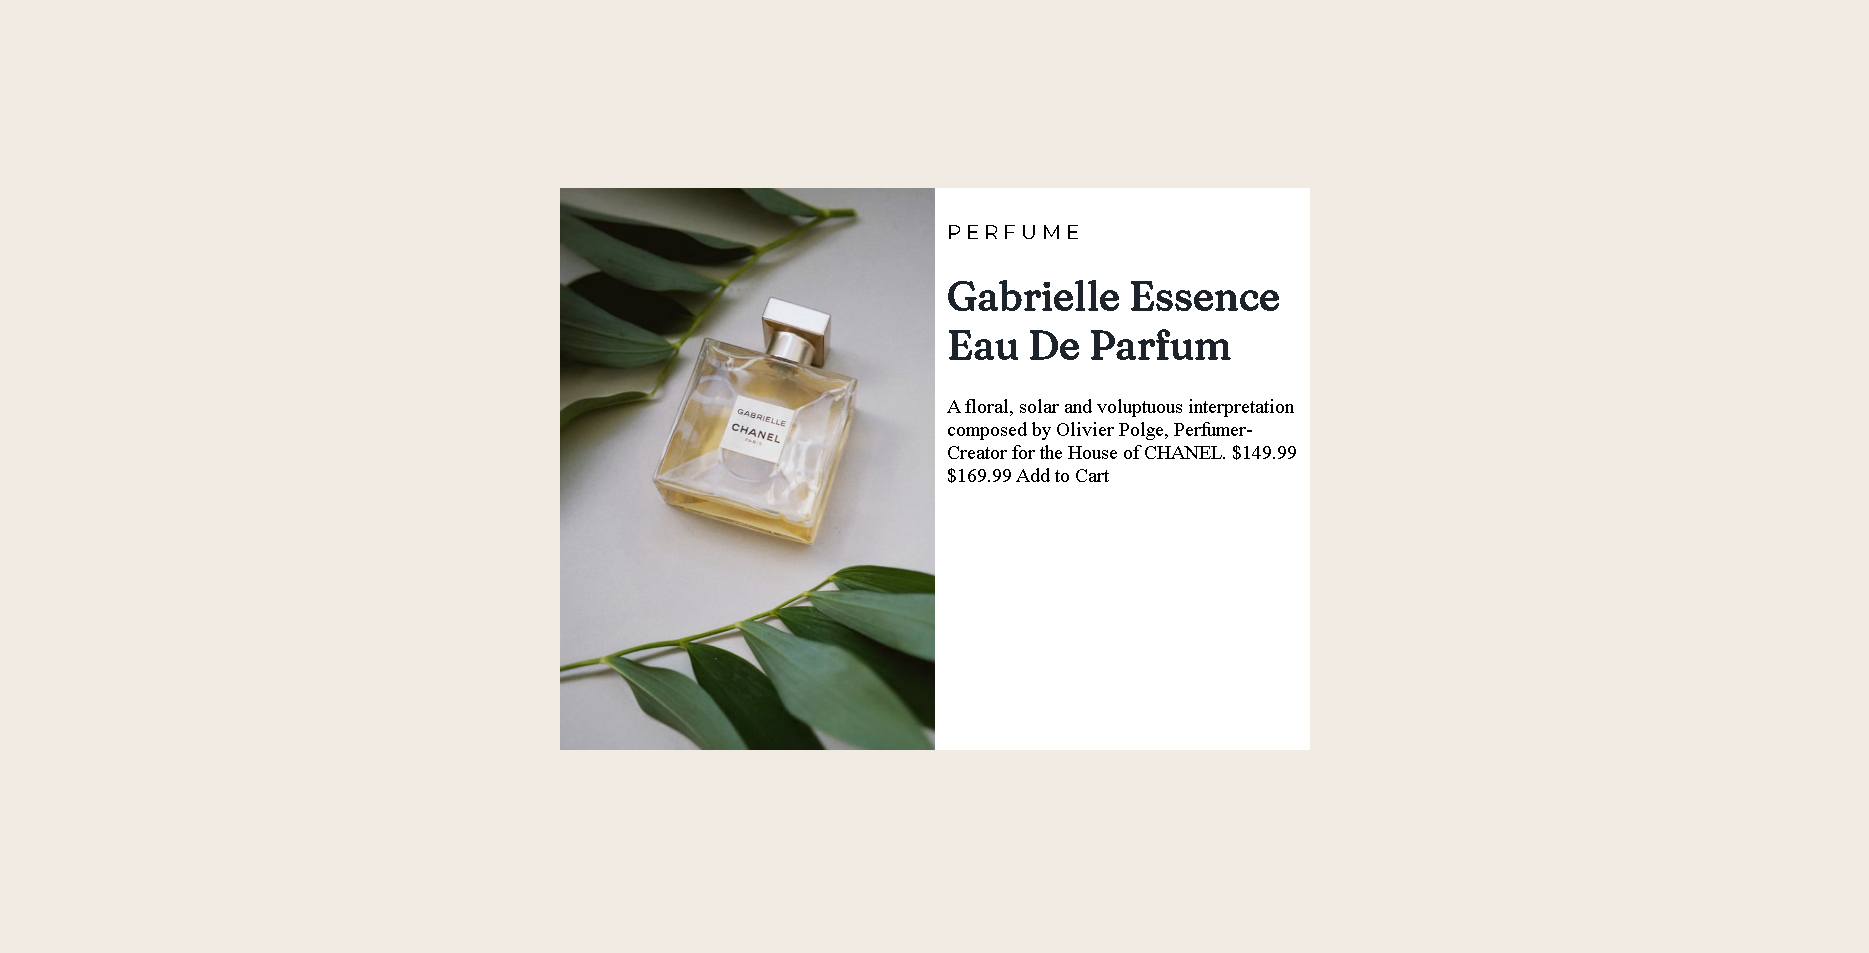 PERFUME
Gabrielle Essence
Eau De Parfum
A floral, solar and voluptuous interpretation
composed by Olivier Polge, Perfumer-
Creator for the House of CHANEL. $149.99
$169.99 Add to Cart
GABRIELLE
CHANEL
PARIS